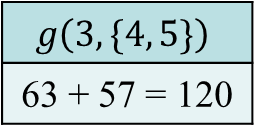 g(3, {4, 5})
63 + 57 = 120